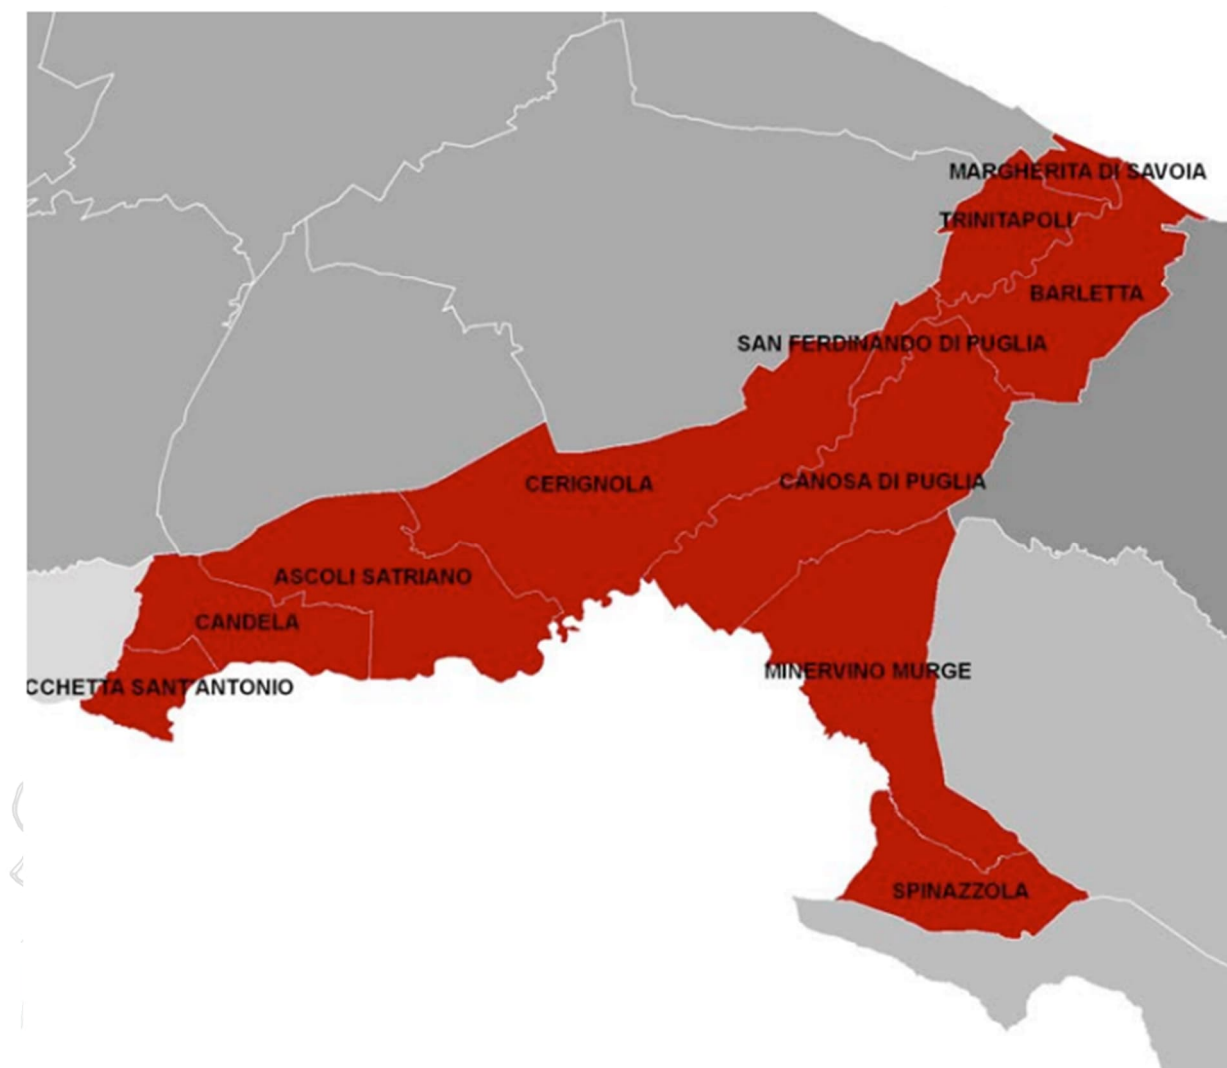 MARGHERITA DI SAVOIA
TRINITAPOLI
BARLETTA
SAN FERDINANDO DI PUGLIA
CANOSA DI PUGLIA
CERIGNOLA
ASCOLI SATRIANO
CANDELA
MINERVINO MURGE
CCHETTA SANT'ANTONIO
SPINAZZOLA